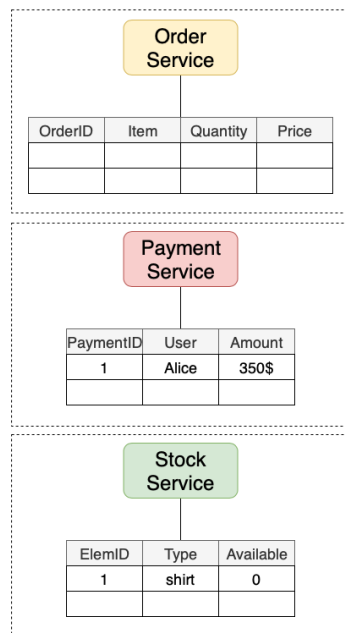 Order
Service
OrderID Item Quantity Price
Payment
Service
PaymentID User Amount
1 Alice 350$
Stock
Service
ElemID Type Available
1 shirt 0